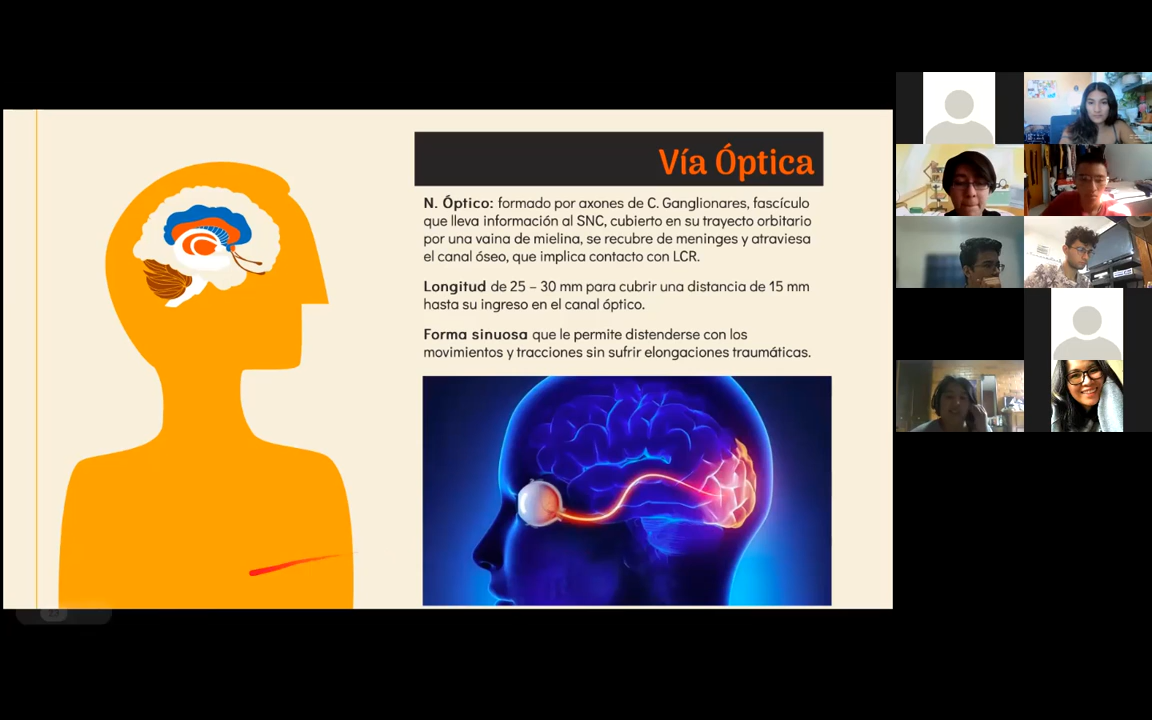 Vía Óptica
N. Óptico: formado por axones de C. Ganglionares, fascículo
que lleva información al SNC, cubierto en su trayecto orbitario
por una vaina de mielina, se recubre de meninges y atraviesa
el canal óseo, que implica contacto con LCR.
Longitud de 25 – 30 mm para cubrir una distancia de 15 mm
hasta su ingreso en el canal óptico.
Forma sinuosa que le permite distenderse con los
movimientos y tracciones sin sufrir elongaciones traumáticas.